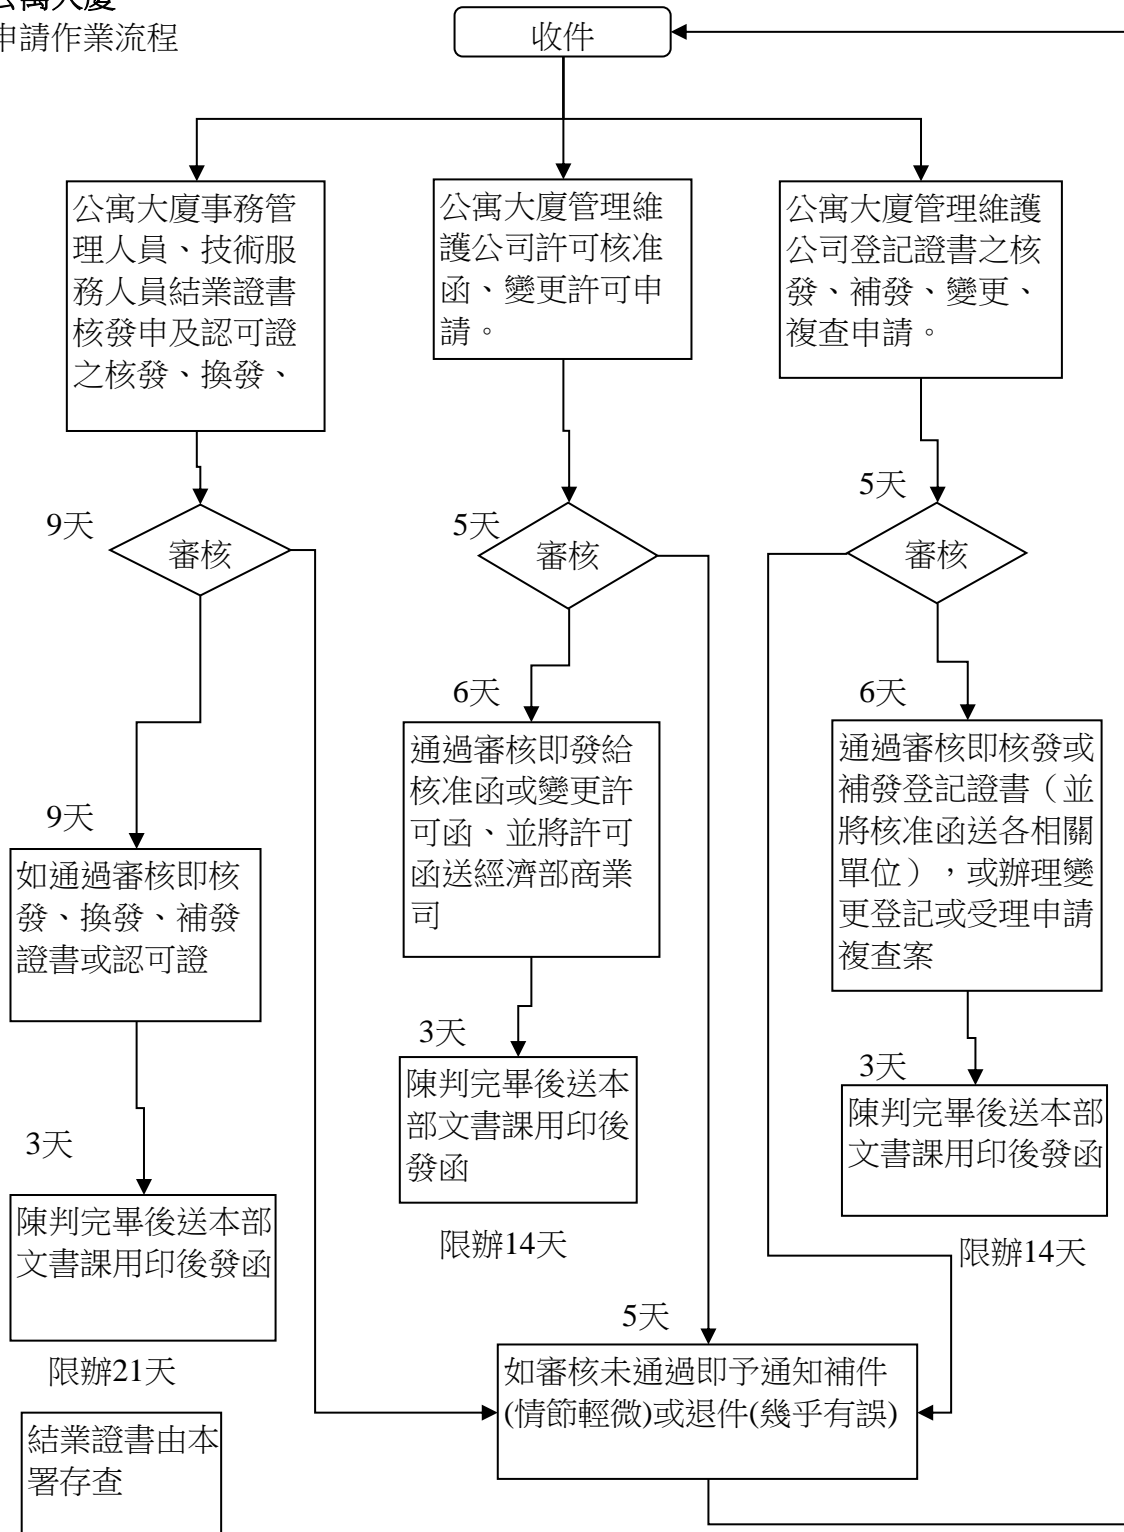 公寓大廈
申請作業流程
收件
公寓大廈事務管
理人員、技術服
務人員結業證書
核發申及認可證
之核發、換發、
公寓大廈管理維
護公司許可核准
函、變更許可申
請。
公寓大廈管理維護
公司登記證書之核
發、補發、變更、
複查申請。
9天
審核
5天
審核
5天
審核
9天
如通過審核即核
發、換發、補發
證書或認可證
6天
通過審核即發給
核准函或變更許
可函、並將許可
函送經濟部商業
司
6天
通過審核即核發或
補發登記證書（並
將核准函送各相關
單位），或辦理變
更登記或受理申請
複查案
3天
陳判完畢後送本部
文書課用印後發函
限辦21天
3天
陳判完畢後送本
部文書課用印後
發函
限辦14天
3天
陳判完畢後送本部
文書課用印後發函
限辦14天
5天
如審核未通過即予通知補件
(情節輕微)或退件(幾乎有誤)
結業證書由本
署存查